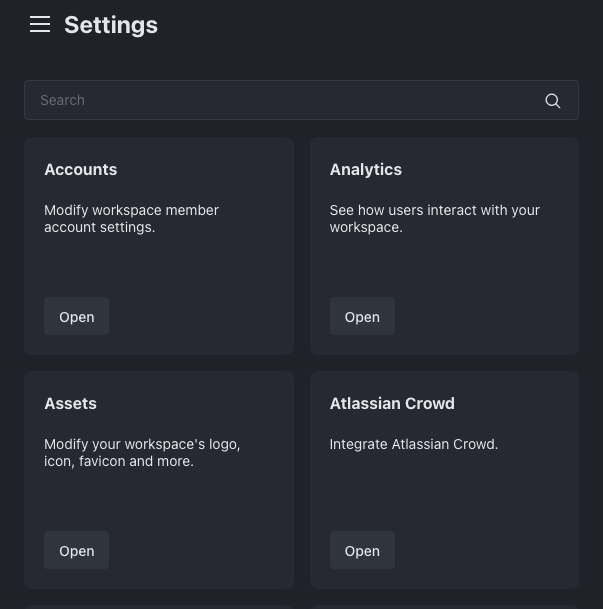 Settings
Search
Accounts
Modify workspace member
account settings.
Open
Analytics
See how users interact with your
workspace.
Open
Assets
Modify your workspace's logo,
icon, favicon and more.
Open
Atlassian Crowd
Integrate Atlassian Crowd.
Open